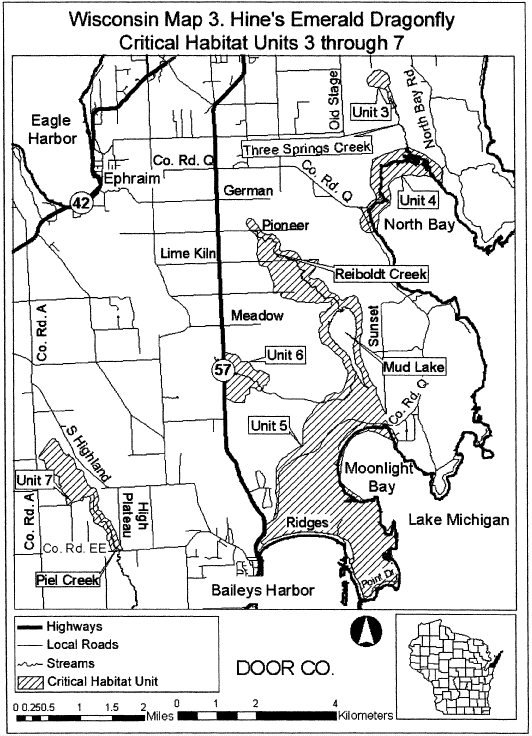 Wisconsin Map 3. Hine's Emerald Dragonfly
Critical Habitat Units 3 through 7
Eagle
Harbor
Old Stage
North Bay Rd
Unit 3
Three Springs Creek
Co. Rd. Q
Co. Rd. Q
Ephraim
German
Unit 4
42
Pioneer
North Bay
Lime Kiln
Reiboldt Creek
Co. Rd. A
Meadow
Sunset
Unit 6
57
Mud Lake
Co. Rd. Q
Unit 5
S Highland
Unit 7
Moonlight
Bay
Co. Rd. A
High
Plateau
Ridges
Lake Michigan
Co. Rd. EE
Piel Creek
Point Dr
Baileys Harbor
Highways
Local Roads
Streams
Critical Habitat Unit
DOOR CO.
0 0.25 0.5 1 1.5 2 Miles
0 1 2 4 Kilometers